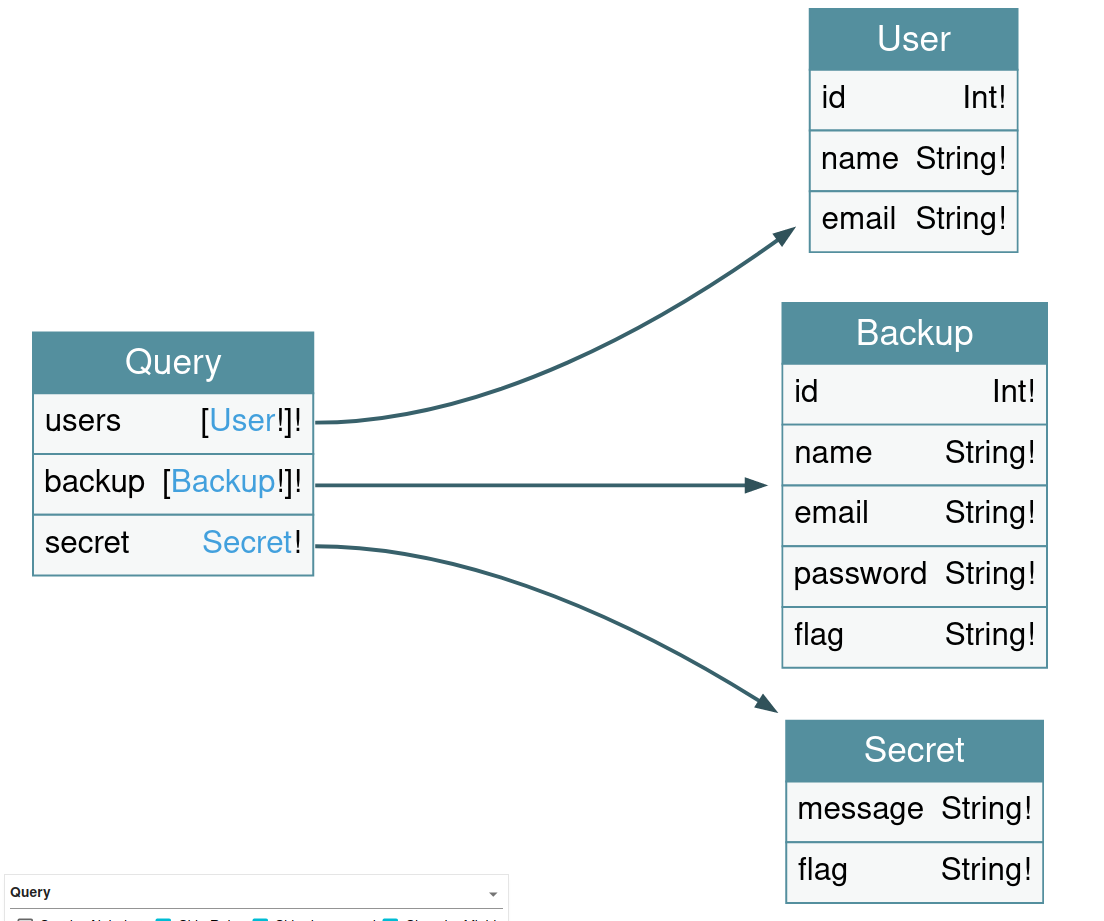 User
id Int!
name String!
email String!
Query
users [User!]!
backup [Backup!]!
secret Secret!
Backup
id Int!
name String!
email String!
password String!
flag String!
Secret
message String!
flag String!
Query